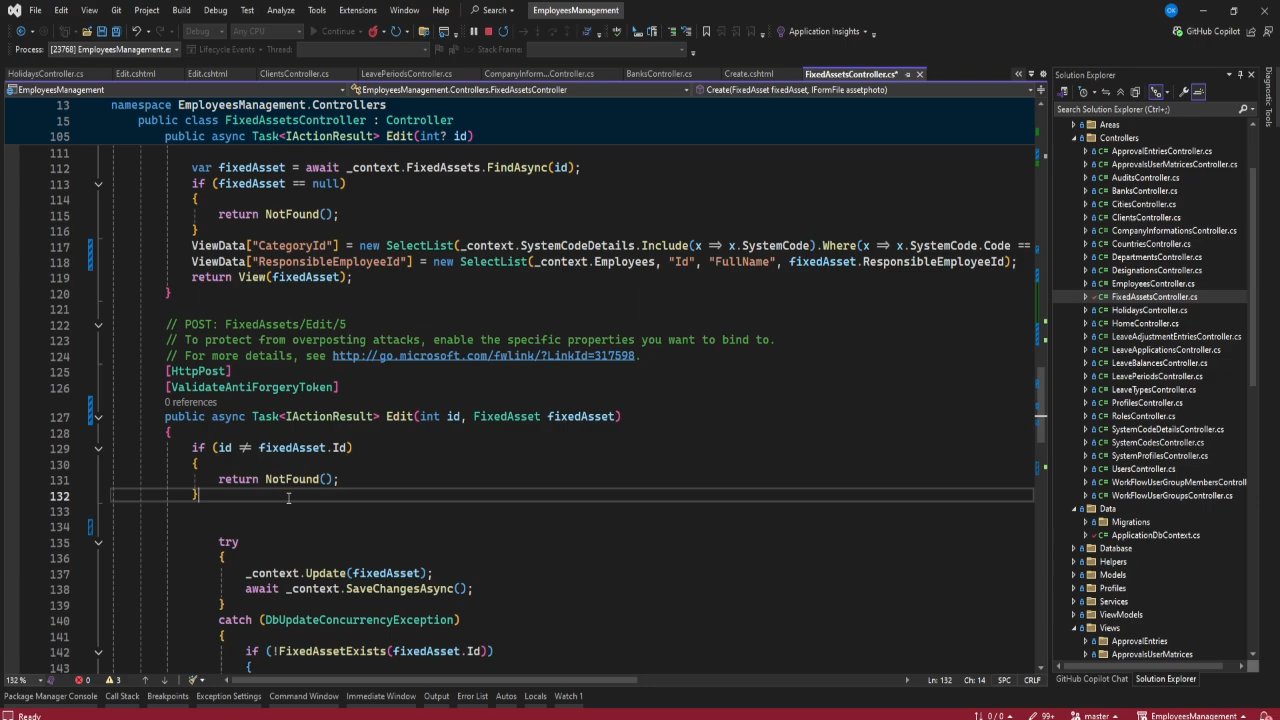 File Edit View Git Project Build Debug Test Analyze Tools Extensions Window Help Search EmployeesManagement OK
Debug Any CPU Continue Application Insights GitHub Copilot
Process: [23768] EmployeesManagement.e Lifecycle Events Thread: Stack Frame:
HolidaysController.cs Edit.cshtml Edit.cshtml ClientsController.cs LeavePeriodsController.cs CompanyInform...Controller.cs BanksController.cs Create.cshtml FixedAssetsController.cs*
EmployeesManagement EmployeesManagement.Controllers.FixedAssetsController Create(FixedAsset fixedAsset, IFormFile assetphoto)
13 namespace EmployeesManagement.Controllers
15 public class FixedAssetsController : Controller
105 public async Task<IActionResult> Edit(int? id)
111
112 var fixedAsset = await _context.FixedAssets.FindAsync(id);
113 if (fixedAsset == null)
114 {
115 return NotFound();
116 }
117 ViewData["CategoryId"] = new SelectList(_context.SystemCodeDetails.Include(x => x.SystemCode).Where(x => x.SystemCode.Code ==
118 ViewData["ResponsibleEmployeeId"] = new SelectList(_context.Employees, "Id", "FullName", fixedAsset.ResponsibleEmployeeId);
119 return View(fixedAsset);
120 }
121
122 // POST: FixedAssets/Edit/5
123 // To protect from overposting attacks, enable the specific properties you want to bind to.
124 // For more details, see http://go.microsoft.com/fwlink/?LinkId=317598.
125 [HttpPost]
126 [ValidateAntiForgeryToken]
0 references
127 public async Task<IActionResult> Edit(int id, FixedAsset fixedAsset)
128 {
129 if (id != fixedAsset.Id)
130 {
131 return NotFound();
132 }
133
134
135 try
136 {
137 _context.Update(fixedAsset);
138 await _context.SaveChangesAsync();
139 }
140 catch (DbUpdateConcurrencyException)
141 {
142 if (!FixedAssetExists(fixedAsset.Id))
143 {
132 % 0 3 Ln: 132 Ch: 14 SPC CRLF
Package Manager Console Call Stack Breakpoints Exception Settings Command Window Immediate Window Output Error List Autos Locals Watch 1
Ready 0 / 0 99+ master EmployeesManagement
Solution Explorer
Search Solution Explorer (Ctrl+;)
Areas
Controllers
C# ApprovalEntriesController.cs
C# ApprovalsUserMatricesController.cs
C# AuditsController.cs
C# BanksController.cs
C# CitiesController.cs
C# ClientsController.cs
C# CompanyInformationsController.cs
C# CountriesController.cs
C# DepartmentsController.cs
C# DesignationsController.cs
C# EmployeesController.cs
C# FixedAssetsController.cs
C# HolidaysController.cs
C# HomeController.cs
C# LeaveAdjustmentEntriesController.cs
C# LeaveApplicationsController.cs
C# LeaveBalancesController.cs
C# LeavePeriodsController.cs
C# LeaveTypesController.cs
C# ProfilesController.cs
C# RolesController.cs
C# SystemCodeDetailsController.cs
C# SystemCodesController.cs
C# SystemProfilesController.cs
C# UsersController.cs
C# WorkFlowUserGroupMembersControll
C# WorkFlowUserGroupsController.cs
Data
Migrations
C# ApplicationDbContext.cs
Database
Helpers
Models
Profiles
Services
ViewModels
Views
ApprovalEntries
ApprovalsUserMatrices
GitHub Copilot Chat Solution Explorer
Diagnostic Tools